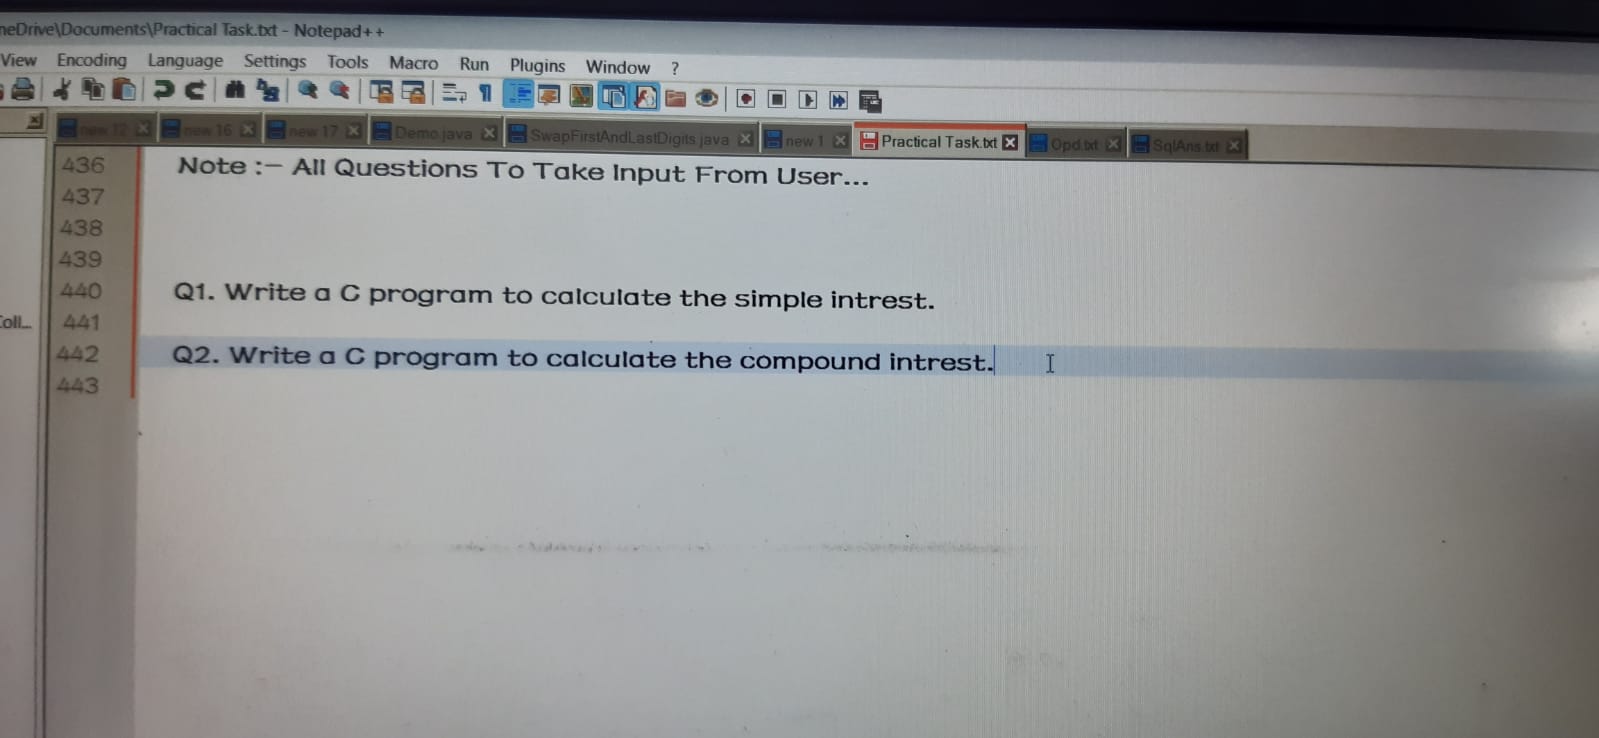 neDrive\Documents\Practical Task.txt - Notepad++
View Encoding Language Settings Tools Macro Run Plugins Window ?
new 12 new 16 new 17 Demo.java SwapFirstAndLastDigits.java new 1 Practical Task.txt Opd.txt SqlAns.txt
436 Note :- All Questions To Take Input From User...
437
438
439
440 Q1. Write a C program to calculate the simple intrest.
Coll... 441
442 Q2. Write a C program to calculate the compound intrest.
443